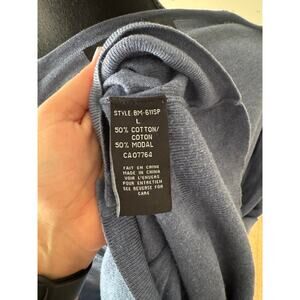 STYLE BM-6115P
L
50% COTTON/
COTON
50% MODAL
CA07764
FAIT EN CHINE
MADE IN CHINA
VOIR L'ENVERS
POUR ENTRETIEN
SEE REVERSE FOR
CARE